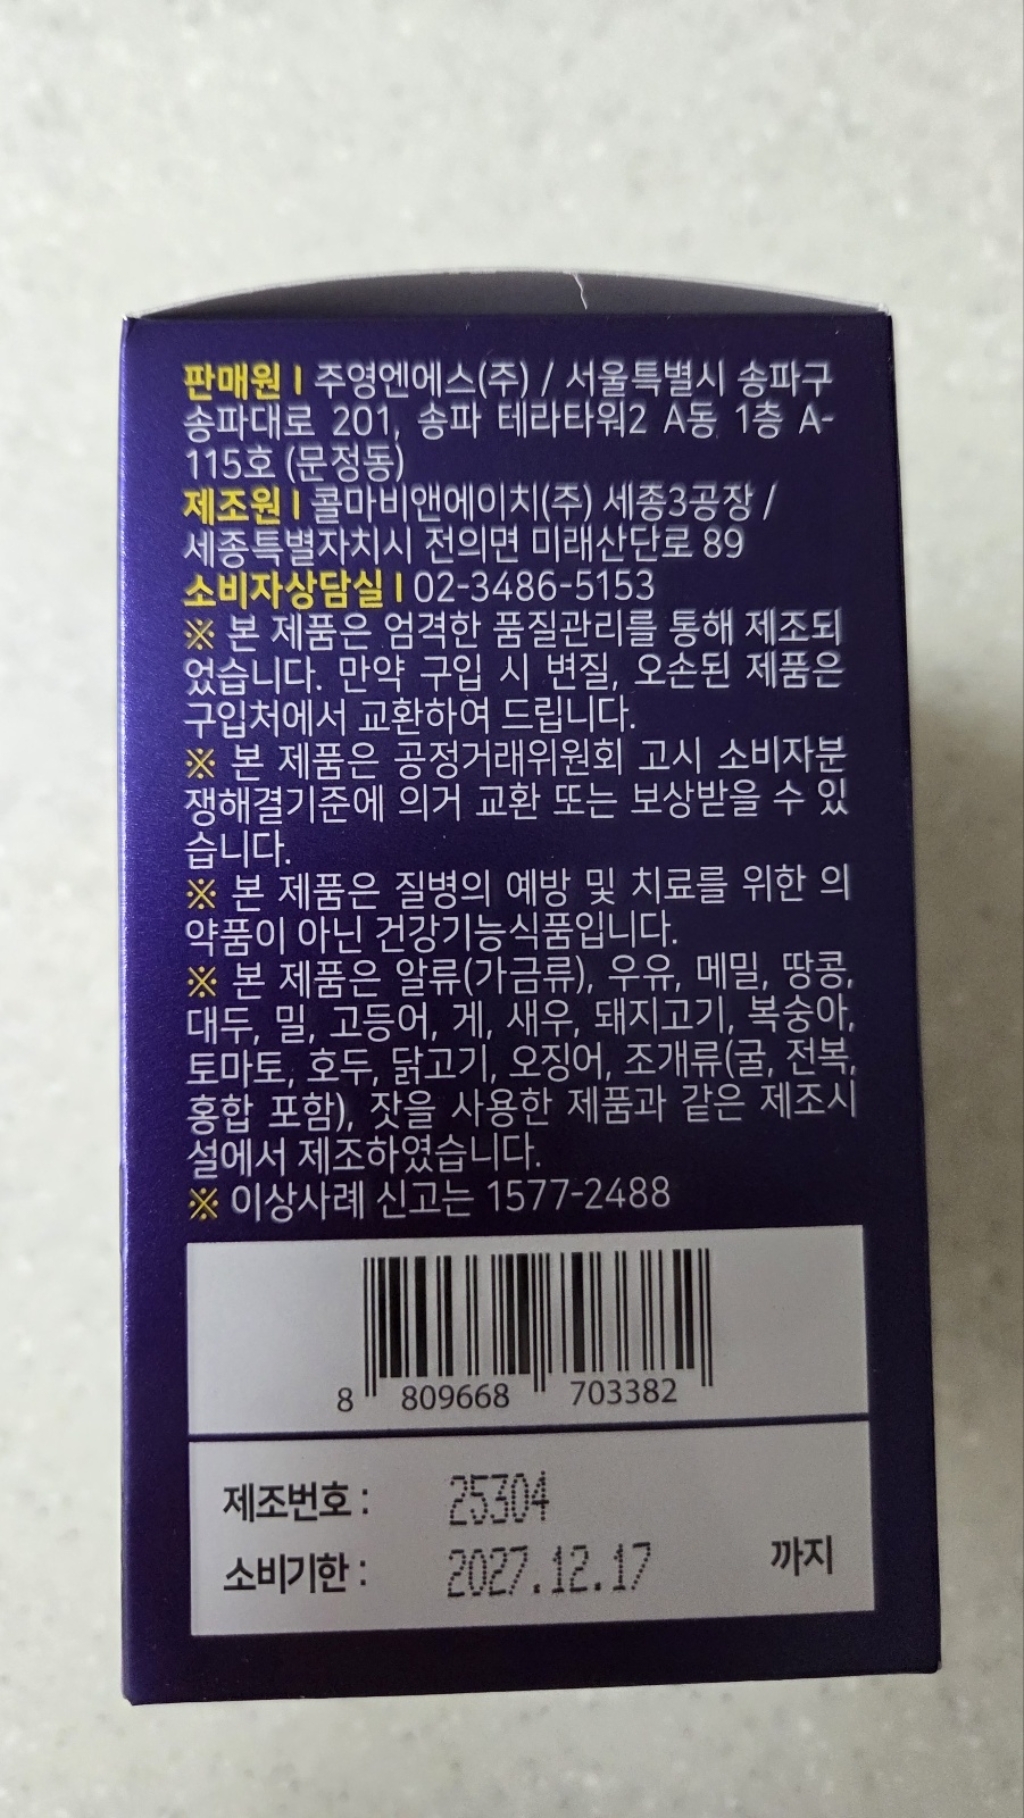 판매원 | 주영엔에스(주) / 서울특별시 송파구
송파대로 201, 송파 테라타워2 A동 1층 A-
115호 (문정동)
제조원 | 콜마비앤에이치(주) 세종3공장 /
세종특별자치시 전의면 미래산단로 89
소비자상담실 | 02-3486-5153
※ 본 제품은 엄격한 품질관리를 통해 제조되
었습니다. 만약 구입 시 변질, 오손된 제품은
구입처에서 교환하여 드립니다.
※ 본 제품은 공정거래위원회 고시 소비자분
쟁해결기준에 의거 교환 또는 보상받을 수 있
습니다.
※ 본 제품은 질병의 예방 및 치료를 위한 의
약품이 아닌 건강기능식품입니다.
※ 본 제품은 알류(가금류), 우유, 메밀, 땅콩,
대두, 밀, 고등어, 게, 새우, 돼지고기, 복숭아,
토마토, 호두, 닭고기, 오징어, 조개류(굴, 전복,
홍합 포함), 잣을 사용한 제품과 같은 제조시
설에서 제조하였습니다.
※ 이상사례 신고는 1577-2488
8 809668 703382
제조번호 : 25304
소비기한 : 2027.12.17 까지